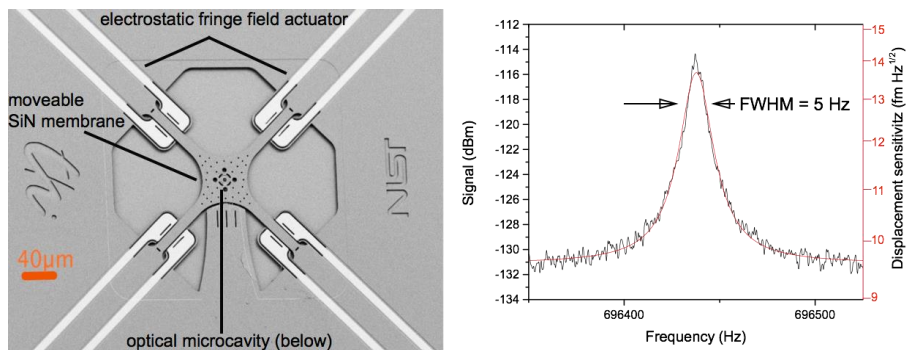 electrostatic fringe field actuator
moveable
SiN membrane
NIST
40μm
optical microcavity (below)
-112
-114
-116
-118
-120
-122
-124
-126
-128
-130
-132
-134
Signal (dBm)
FWHM = 5 Hz
696400
696500
Frequency (Hz)
15
14
13
12
11
10
9
Displacement sensitivitz (fm Hz^1/2)